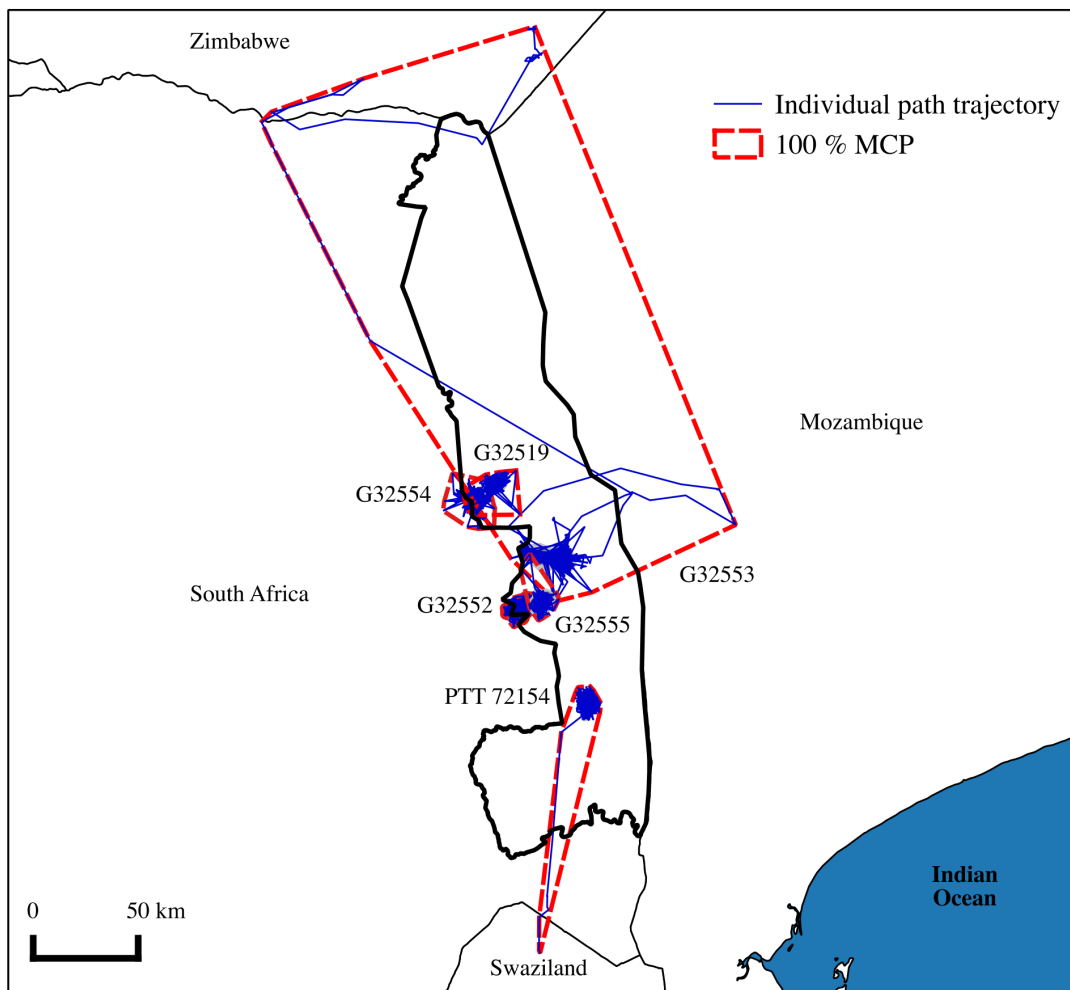 Zimbabwe
Individual path trajectory
100 % MCP
Mozambique
G32519
G32554
G32553
South Africa
G32552
G32555
PTT 72154
Indian
Ocean
0 50 km
Swaziland